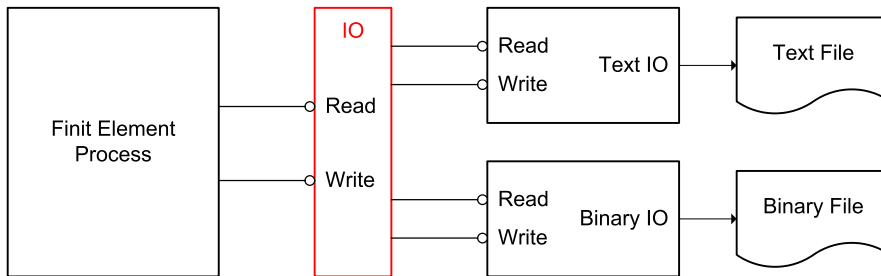 Finit Element
Process
IO
Read
Write
Read
Write
Text IO
Text File
Read
Write
Binary IO
Binary File